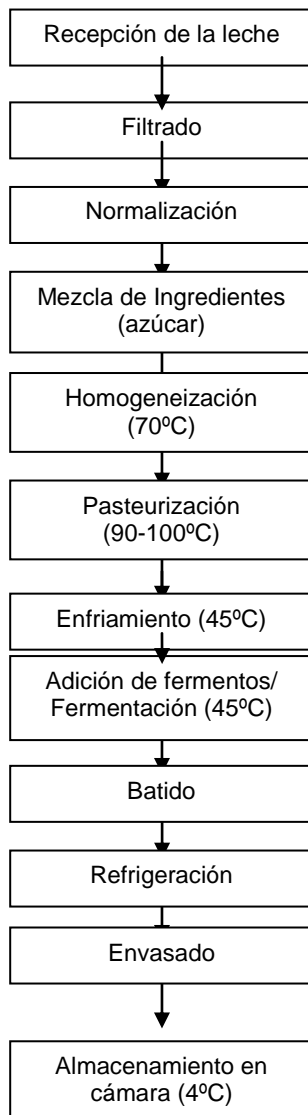 Recepción de la leche
Filtrado
Normalización
Mezcla de Ingredientes
(azúcar)
Homogeneización
(70ºC)
Pasteurización
(90-100ºC)
Enfriamiento (45ºC)
Adición de fermentos/
Fermentación (45ºC)
Batido
Refrigeración
Envasado
Almacenamiento en
cámara (4ºC)